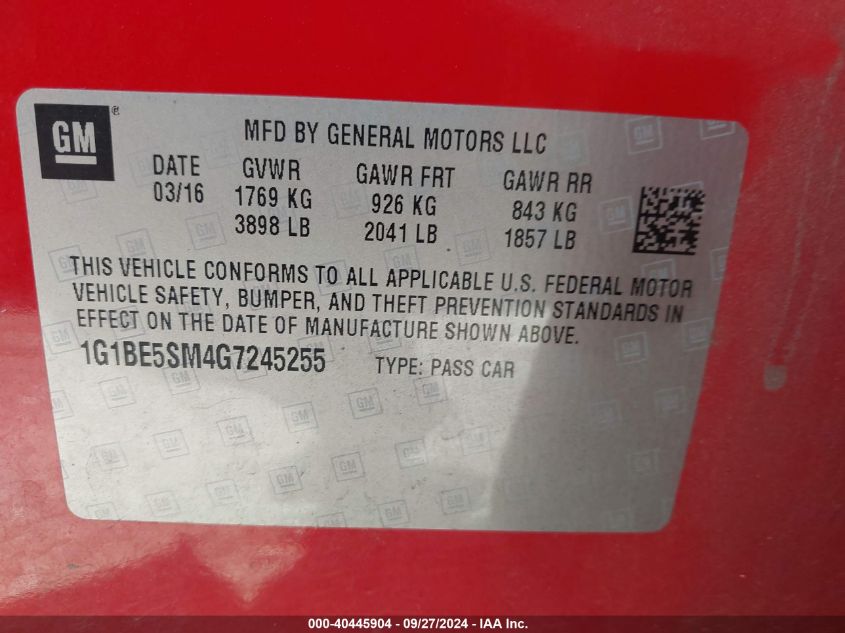 GM®
MFD BY GENERAL MOTORS LLC
DATE GVWR GAWR FRT GAWR RR
03/16 1769 KG 926 KG 843 KG
3898 LB 2041 LB 1857 LB
THIS VEHICLE CONFORMS TO ALL APPLICABLE U.S. FEDERAL MOTOR
VEHICLE SAFETY, BUMPER, AND THEFT PREVENTION STANDARDS IN
EFFECT ON THE DATE OF MANUFACTURE SHOWN ABOVE.
1G1BE5SM4G7245255 TYPE: PASS CAR
000-40445904 - 09/27/2024 - IAA Inc.